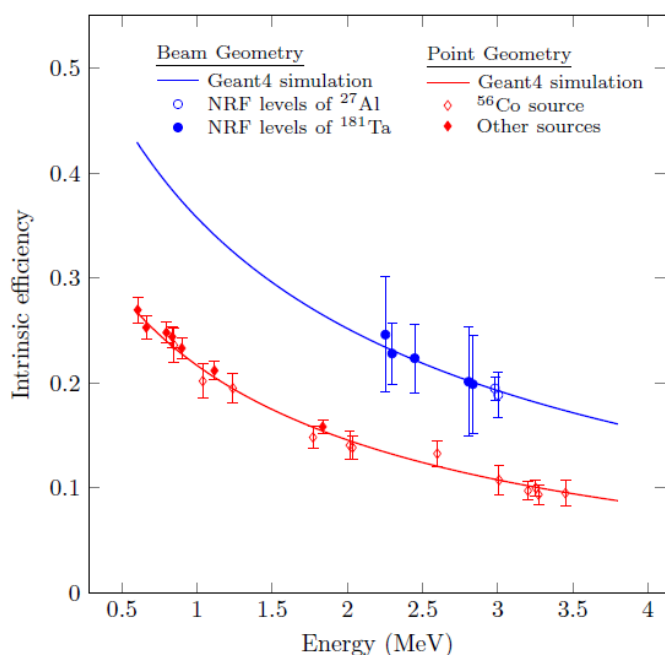 Beam Geometry
Geant4 simulation
NRF levels of ²⁷Al
NRF levels of ¹⁸¹Ta
Point Geometry
Geant4 simulation
⁵⁶Co source
Other sources
Intrinsic efficiency
0.5
0.4
0.3
0.2
0.1
0
0.5 1 1.5 2 2.5 3 3.5 4
Energy (MeV)